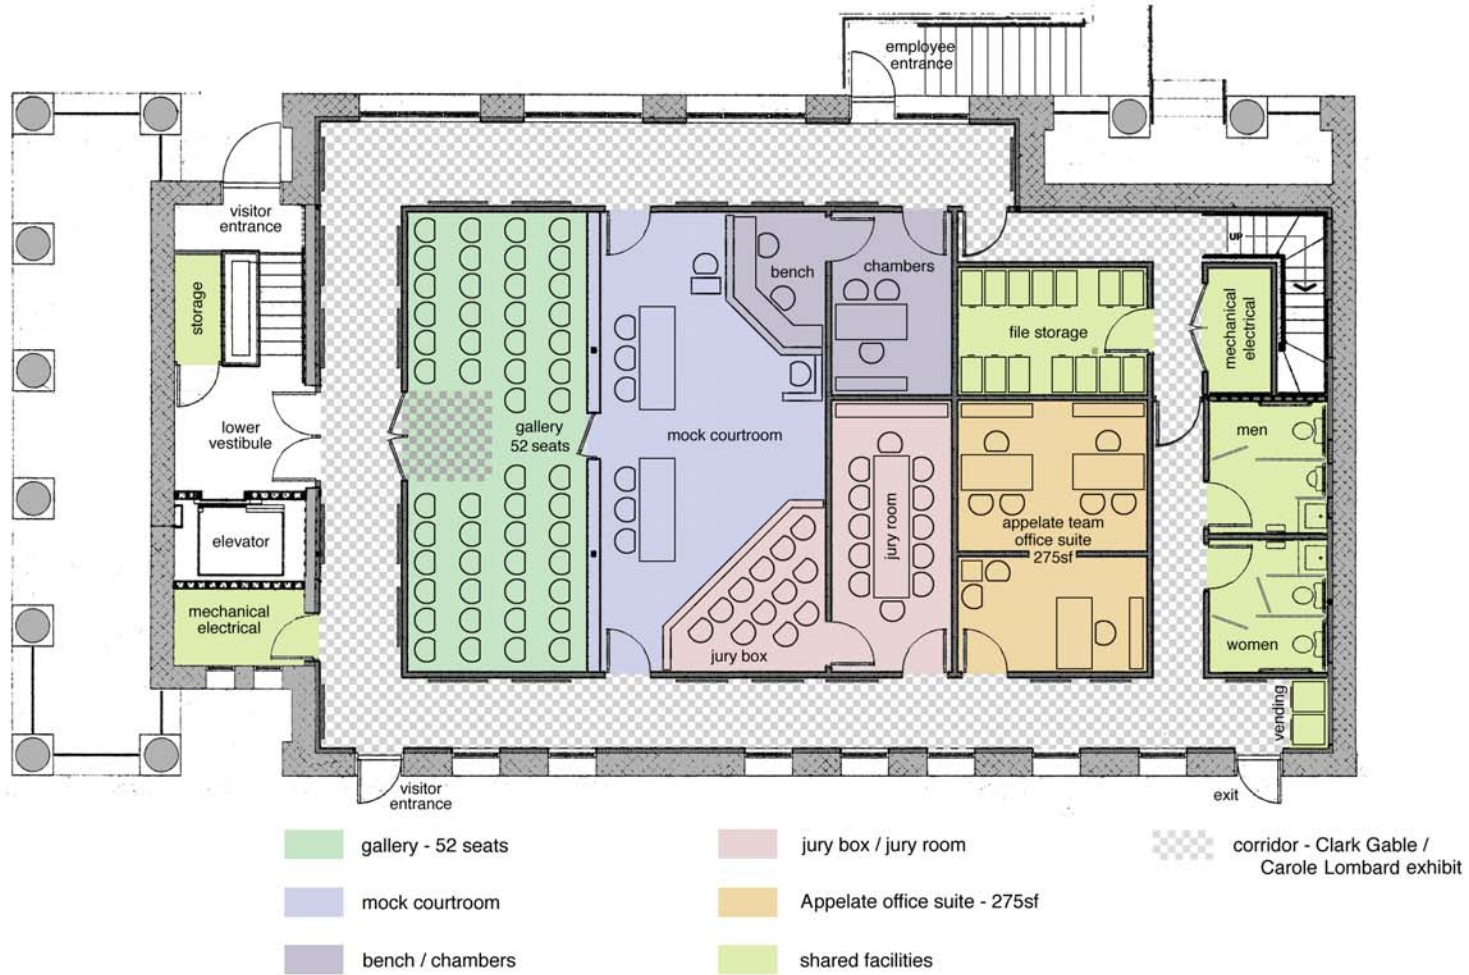 employee
entrance
visitor
entrance
UP
bench
chambers
storage
file storage
mechanical
electrical
lower
vestibule
gallery
52 seats
mock courtroom
men
jury room
appelate team
office suite
275sf
elevator
mechanical
electrical
women
jury box
vending
visitor
entrance
exit
gallery - 52 seats
jury box / jury room
corridor - Clark Gable /
Carole Lombard exhibit
mock courtroom
Appelate office suite - 275sf
bench / chambers
shared facilities